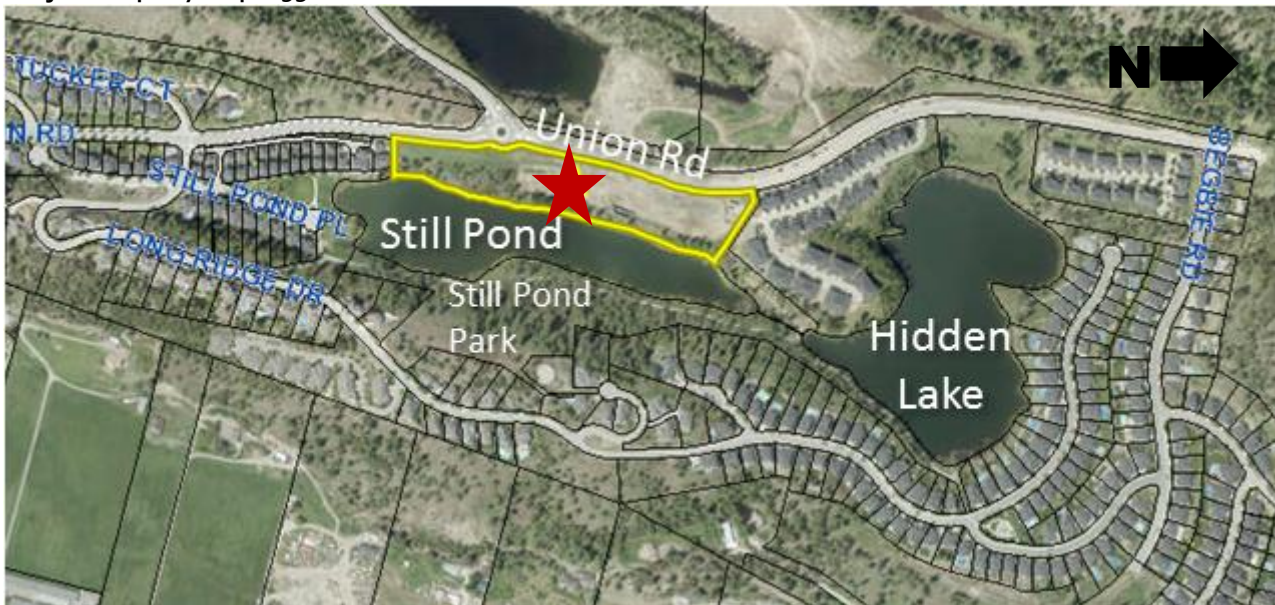 N
TUCKER CT
N RD
Union Rd
BEGBIE RD
STILL POND PL
Still Pond
LONG RIDGE DR
Still Pond
Park
Hidden
Lake